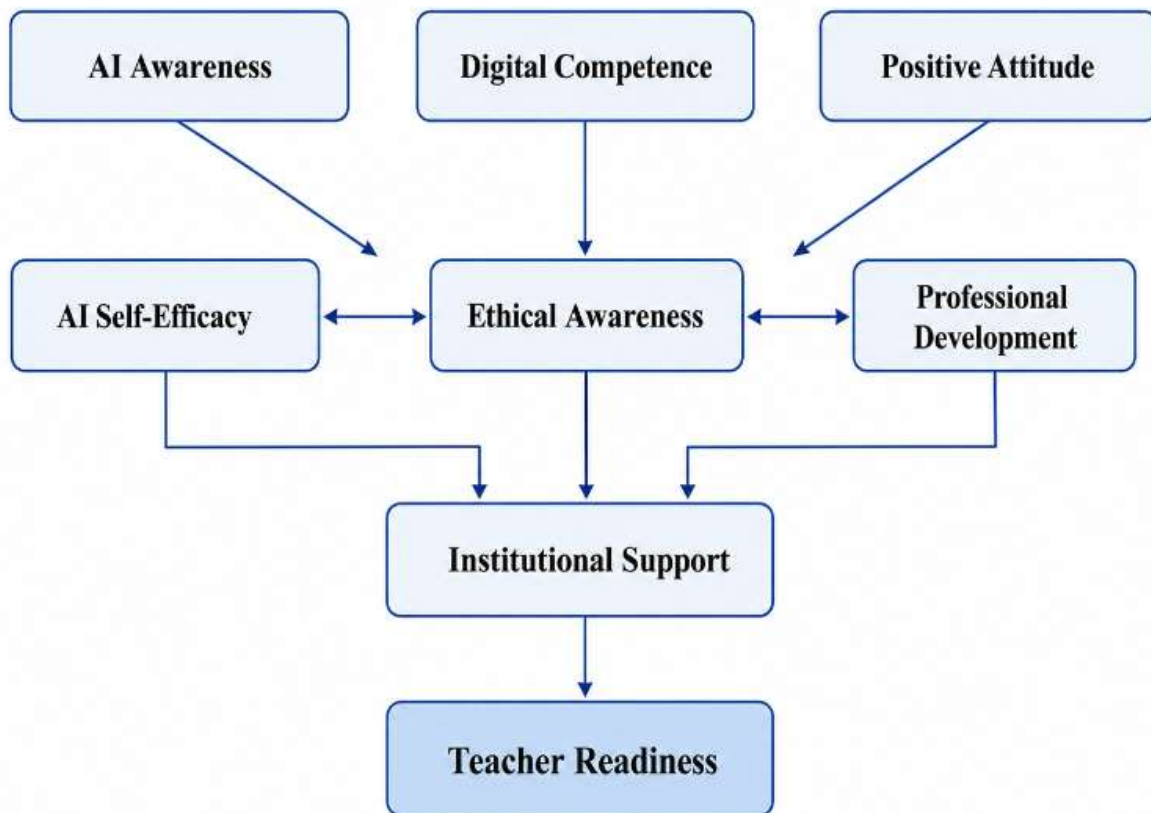 AI Awareness
Digital Competence
Positive Attitude
AI Self-Efficacy
Ethical Awareness
Professional
Development
Institutional Support
Teacher Readiness